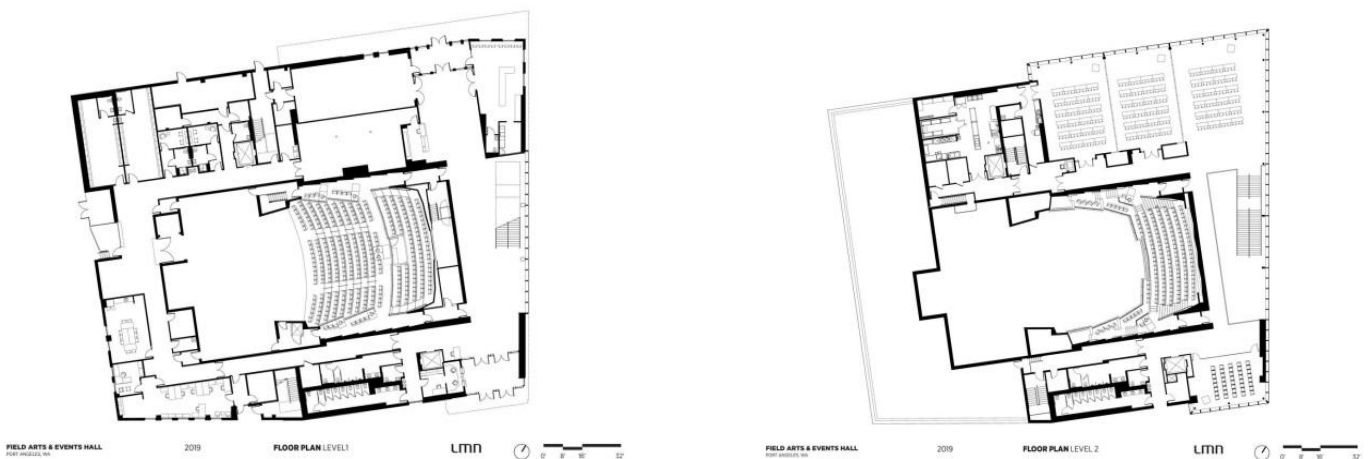 FIELD ARTS & EVENTS HALL
PORT ANGELES, WA
2019
FLOOR PLAN LEVEL1
LMN
0' 8' 16' 32'
FIELD ARTS & EVENTS HALL
PORT ANGELES, WA
2019
FLOOR PLAN LEVEL 2
LMN
0' 8' 16' 32'